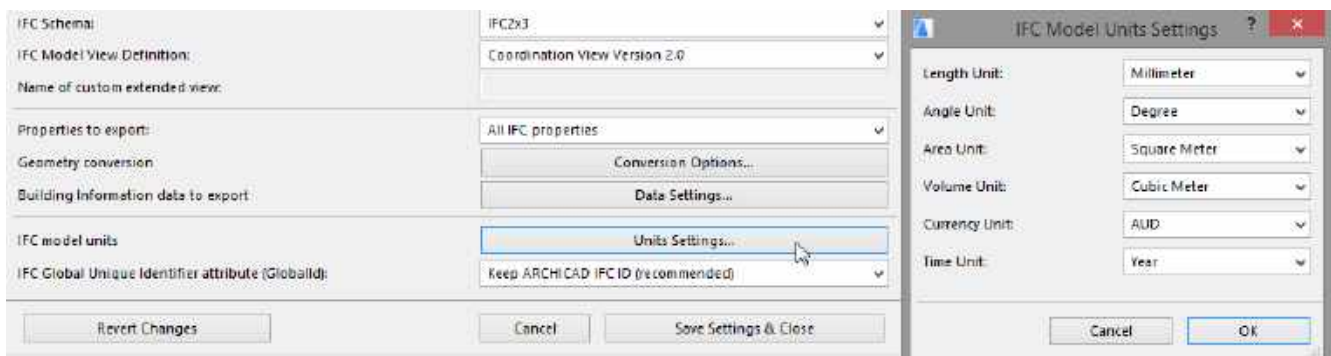 IFC Schema:
IFC2x3
IFC Model View Definition:
Coordination View Version 2.0
Name of custom extended view:
Properties to export:
All IFC properties
Geometry conversion
Conversion Options...
Building Information data to export
Data Settings...
IFC model units
Units Settings...
IFC Global Unique Identifier attribute (GlobalId):
Keep ARCHICAD IFC ID (recommended)
Revert Changes
Cancel
Save Settings & Close
IFC Model Units Settings ?
Length Unit:
Millimeter
Angle Unit:
Degree
Area Unit:
Square Meter
Volume Unit:
Cubic Meter
Currency Unit:
AUD
Time Unit:
Year
Cancel
OK